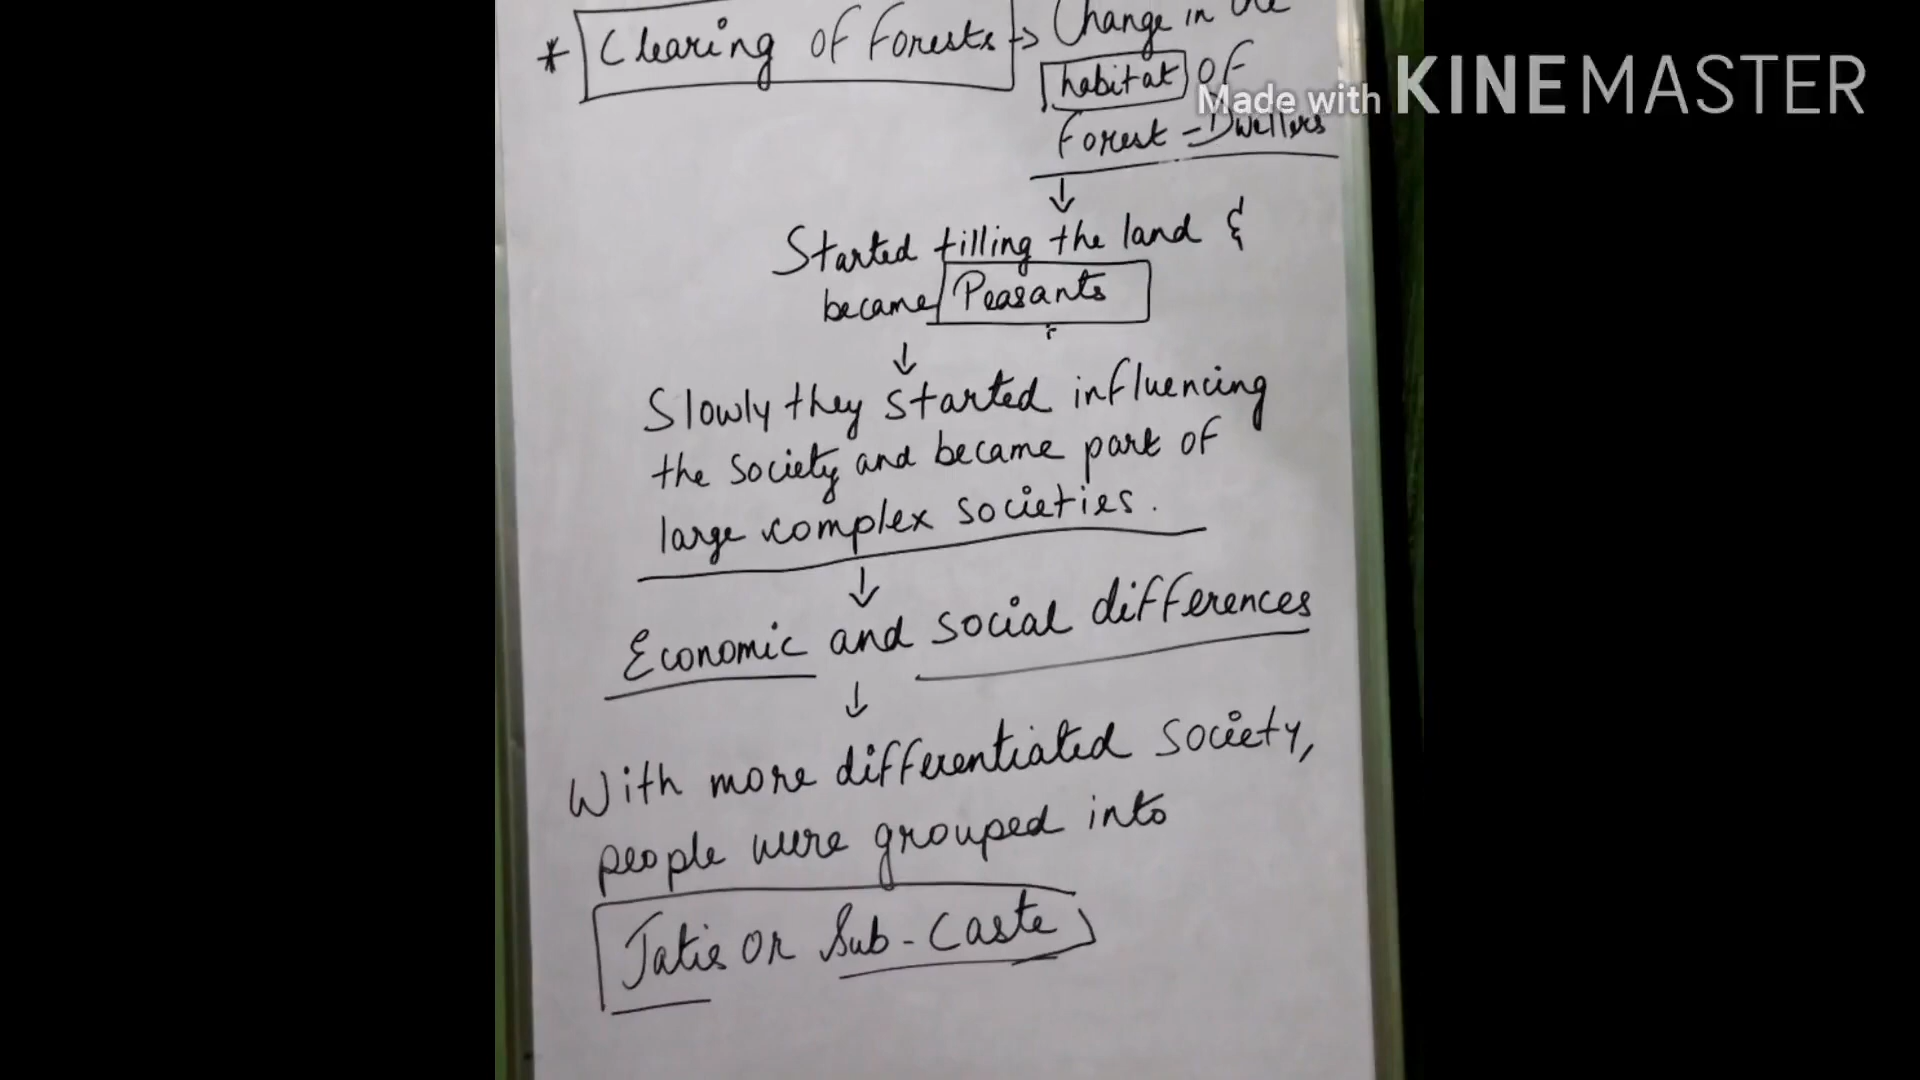 * Clearing of Forests → Change in the
habitat of
Made with KINEMASTER
Forest - Dwellers
↓
Started tilling the land &
became Peasants
↓
Slowly they started influencing
the society and became part of
large complex societies.
↓
Economic and social differences
↓
With more differentiated society,
people were grouped into
Jatis or Sub - Caste